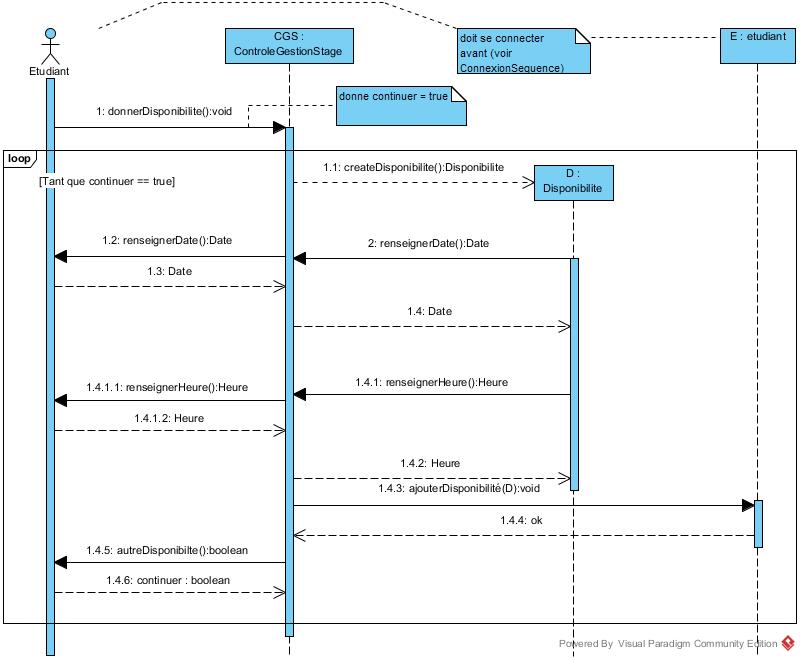 CGS :
ControleGestionStage
doit se connecter
avant (voir
ConnexionSequence)
E : etudiant
Etudiant
donne continuer = true
1: donnerDisponibilite():void
loop
[Tant que continuer == true]
1.1: createDisponibilite():Disponibilite
D :
Disponibilite
1.2: renseignerDate():Date
2: renseignerDate():Date
1.3: Date
1.4: Date
1.4.1.1: renseignerHeure():Heure
1.4.1: renseignerHeure():Heure
1.4.1.2: Heure
1.4.2: Heure
1.4.3: ajouterDisponibilité(D):void
1.4.4: ok
1.4.5: autreDisponibilte():boolean
1.4.6: continuer : boolean
Powered By Visual Paradigm Community Edition